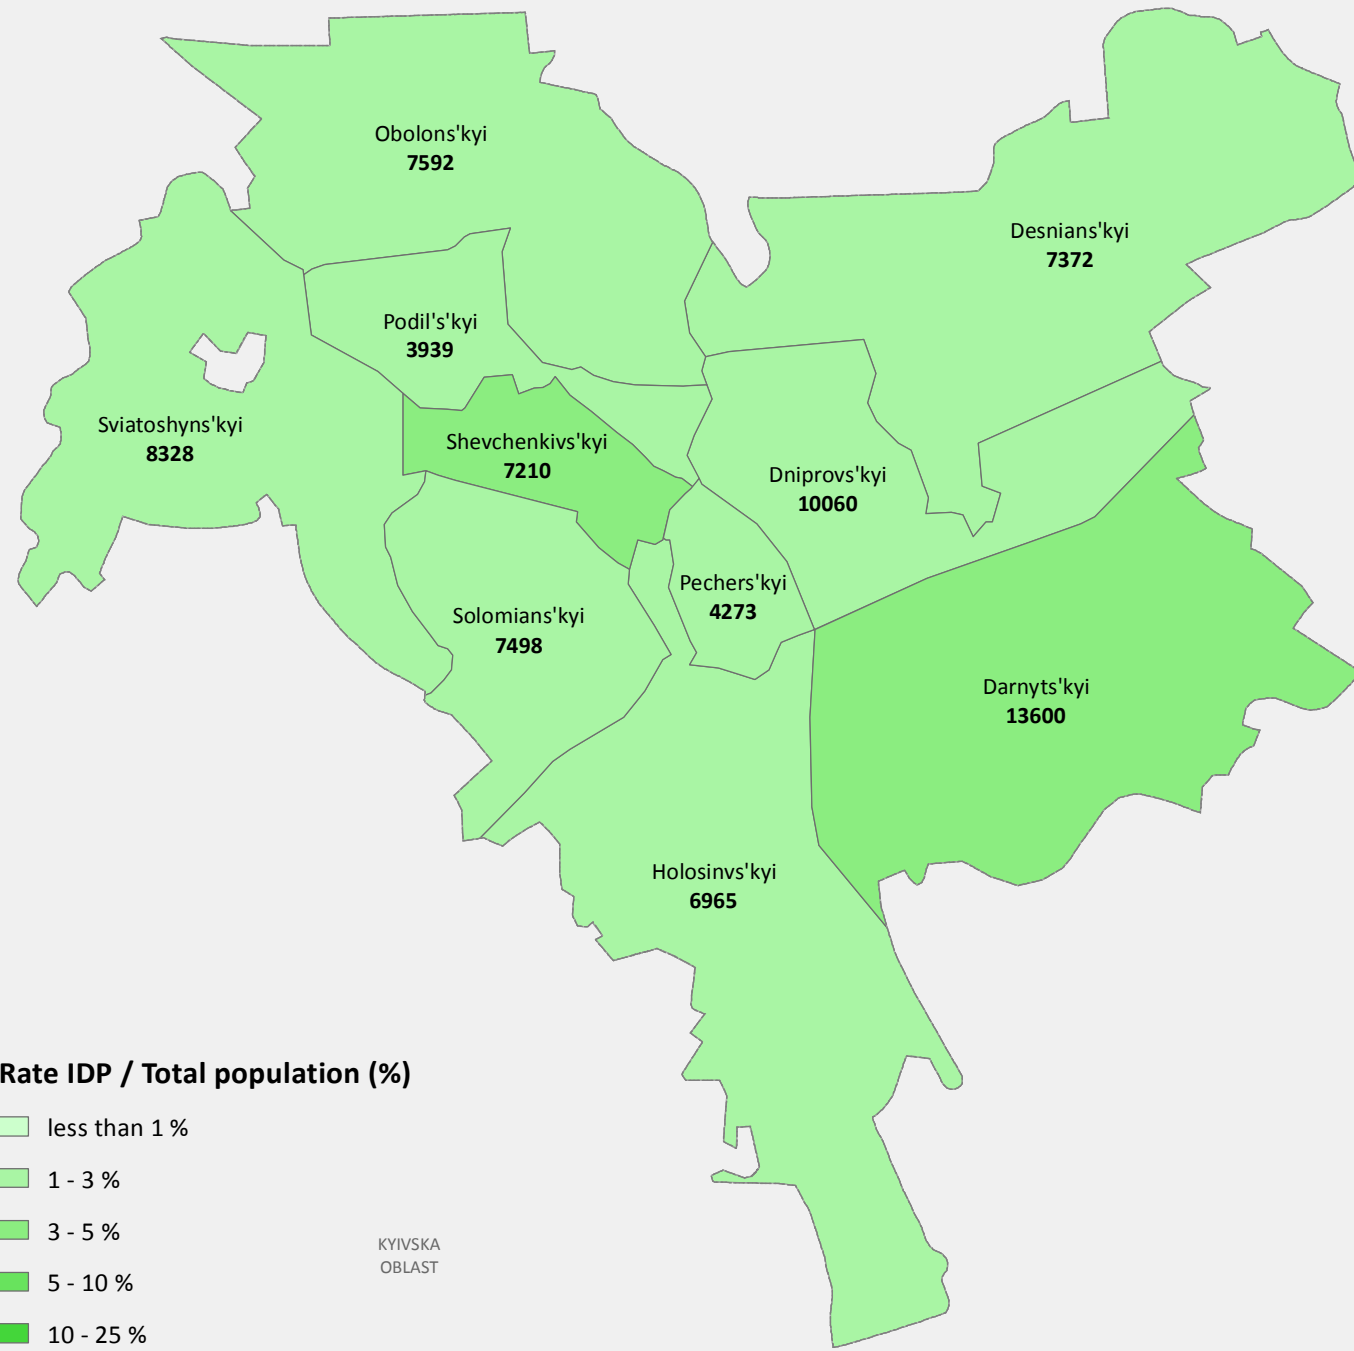 Obolons'kyi
7592
Desnians'kyi
7372
Podil's'kyi
3939
Sviatoshyns'kyi
8328
Shevchenkivs'kyi
7210
Dniprovs'kyi
10060
Pechers'kyi
4273
Solomians'kyi
7498
Darnyts'kyi
13600
Holosinvs'kyi
6965
Rate IDP / Total population (%)
less than 1 %
1 - 3 %
3 - 5 %
5 - 10 %
10 - 25 %
KYIVSKA
OBLAST